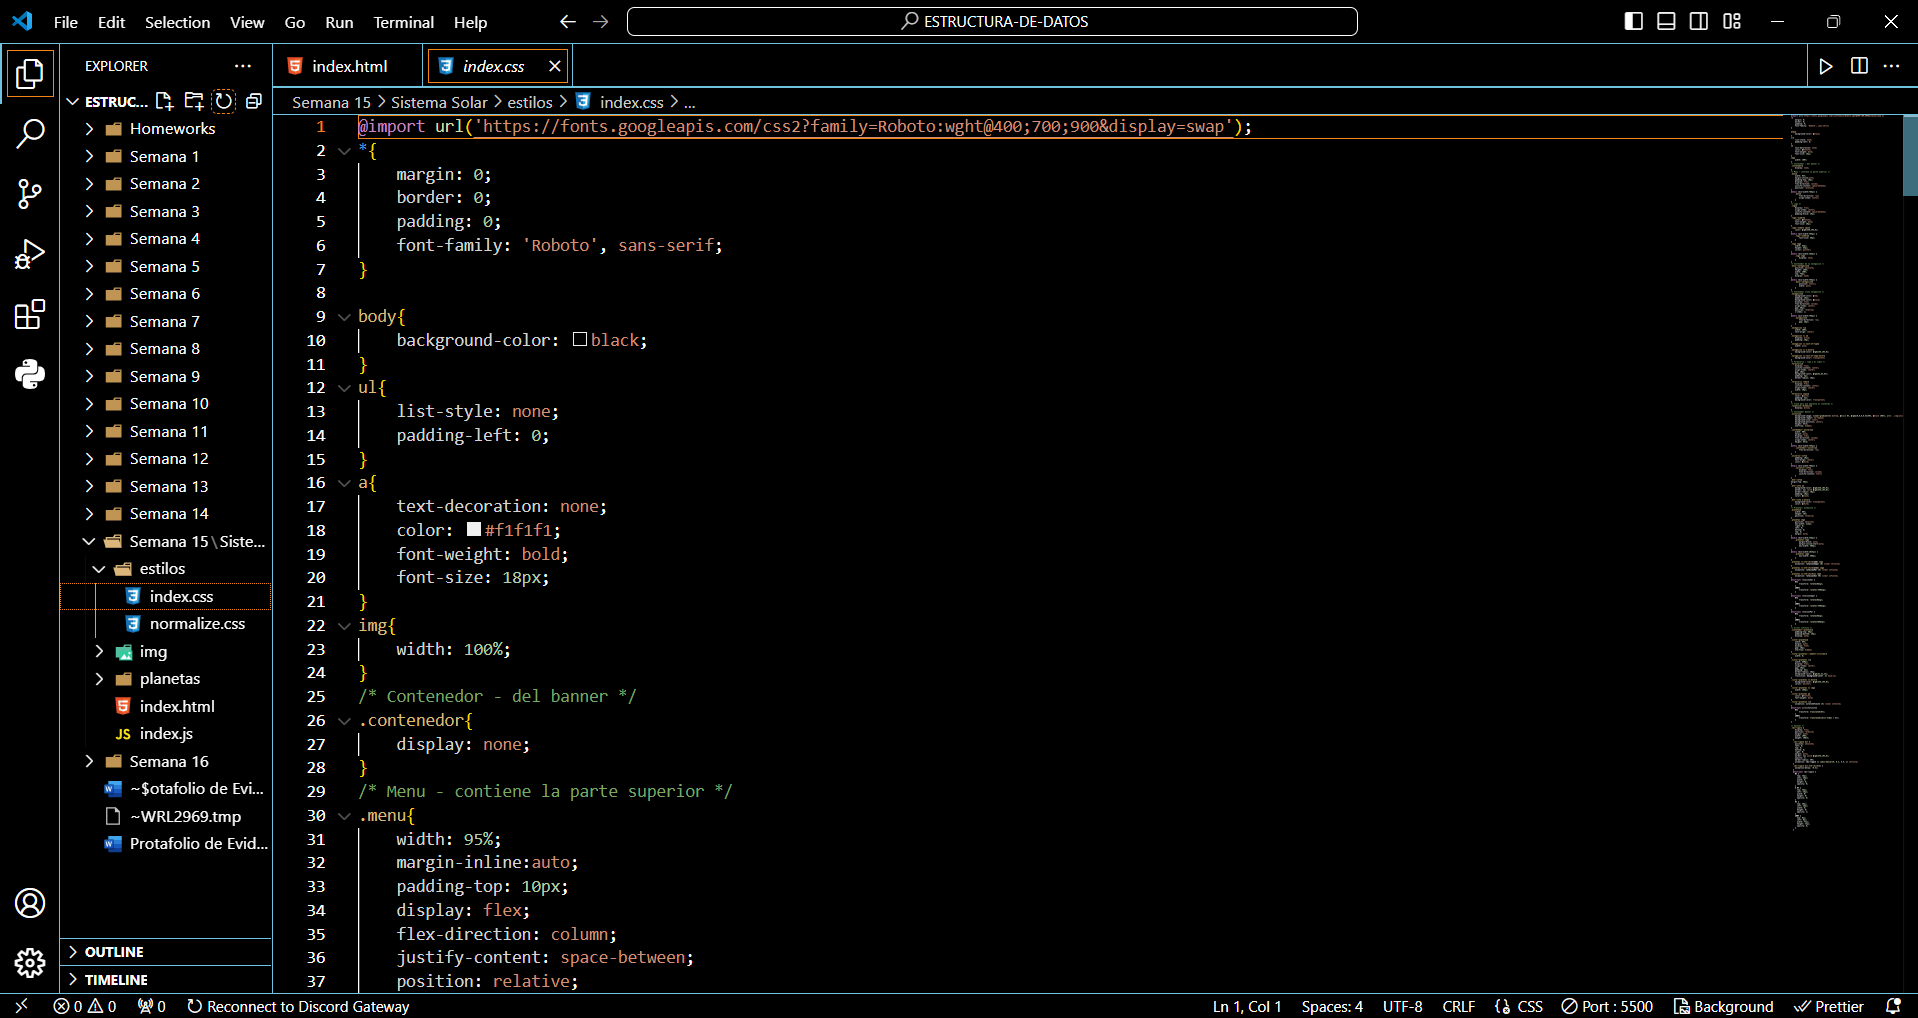 File Edit Selection View Go Run Terminal Help
ESTRUCTURA-DE-DATOS
EXPLORER
ESTRUC...
Homeworks
Semana 1
Semana 2
Semana 3
Semana 4
Semana 5
Semana 6
Semana 7
Semana 8
Semana 9
Semana 10
Semana 11
Semana 12
Semana 13
Semana 14
Semana 15\Siste...
estilos
index.css
normalize.css
img
planetas
index.html
JS index.js
Semana 16
~$otafolio de Evi...
~WRL2969.tmp
Protafolio de Evid...
OUTLINE
TIMELINE
index.html
index.css
Semana 15 > Sistema Solar > estilos > index.css > ...
1 @import url('https://fonts.googleapis.com/css2?family=Roboto:wght@400;700;900&display=swap');
2 *{
3 margin: 0;
4 border: 0;
5 padding: 0;
6 font-family: 'Roboto', sans-serif;
7 }
8
9 body{
10 background-color: black;
11 }
12 ul{
13 list-style: none;
14 padding-left: 0;
15 }
16 a{
17 text-decoration: none;
18 color: #f1f1f1;
19 font-weight: bold;
20 font-size: 18px;
21 }
22 img{
23 width: 100%;
24 }
25 /* Contenedor - del banner */
26 .contenedor{
27 display: none;
28 }
29 /* Menu - contiene la parte superior */
30 .menu{
31 width: 95%;
32 margin-inline:auto;
33 padding-top: 10px;
34 display: flex;
35 flex-direction: column;
36 justify-content: space-between;
37 position: relative;
0 0 0 Reconnect to Discord Gateway
Ln 1, Col 1 Spaces: 4 UTF-8 CRLF {} CSS Port : 5500 Background Prettier